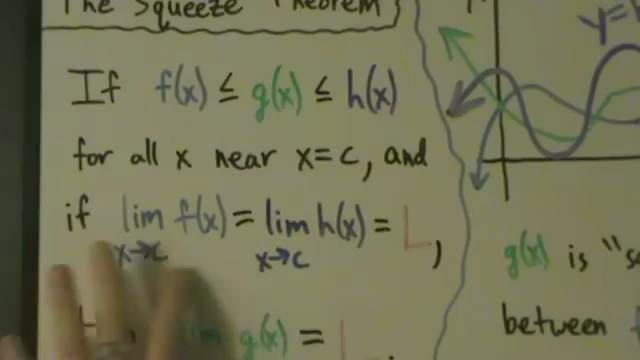 The Squeeze Theorem
If f(x) ≤ g(x) ≤ h(x)
for all x near x=c, and
if lim f(x) = lim h(x) = L,
x→c x→c
g(x) = L
y=h
g(x) is
between